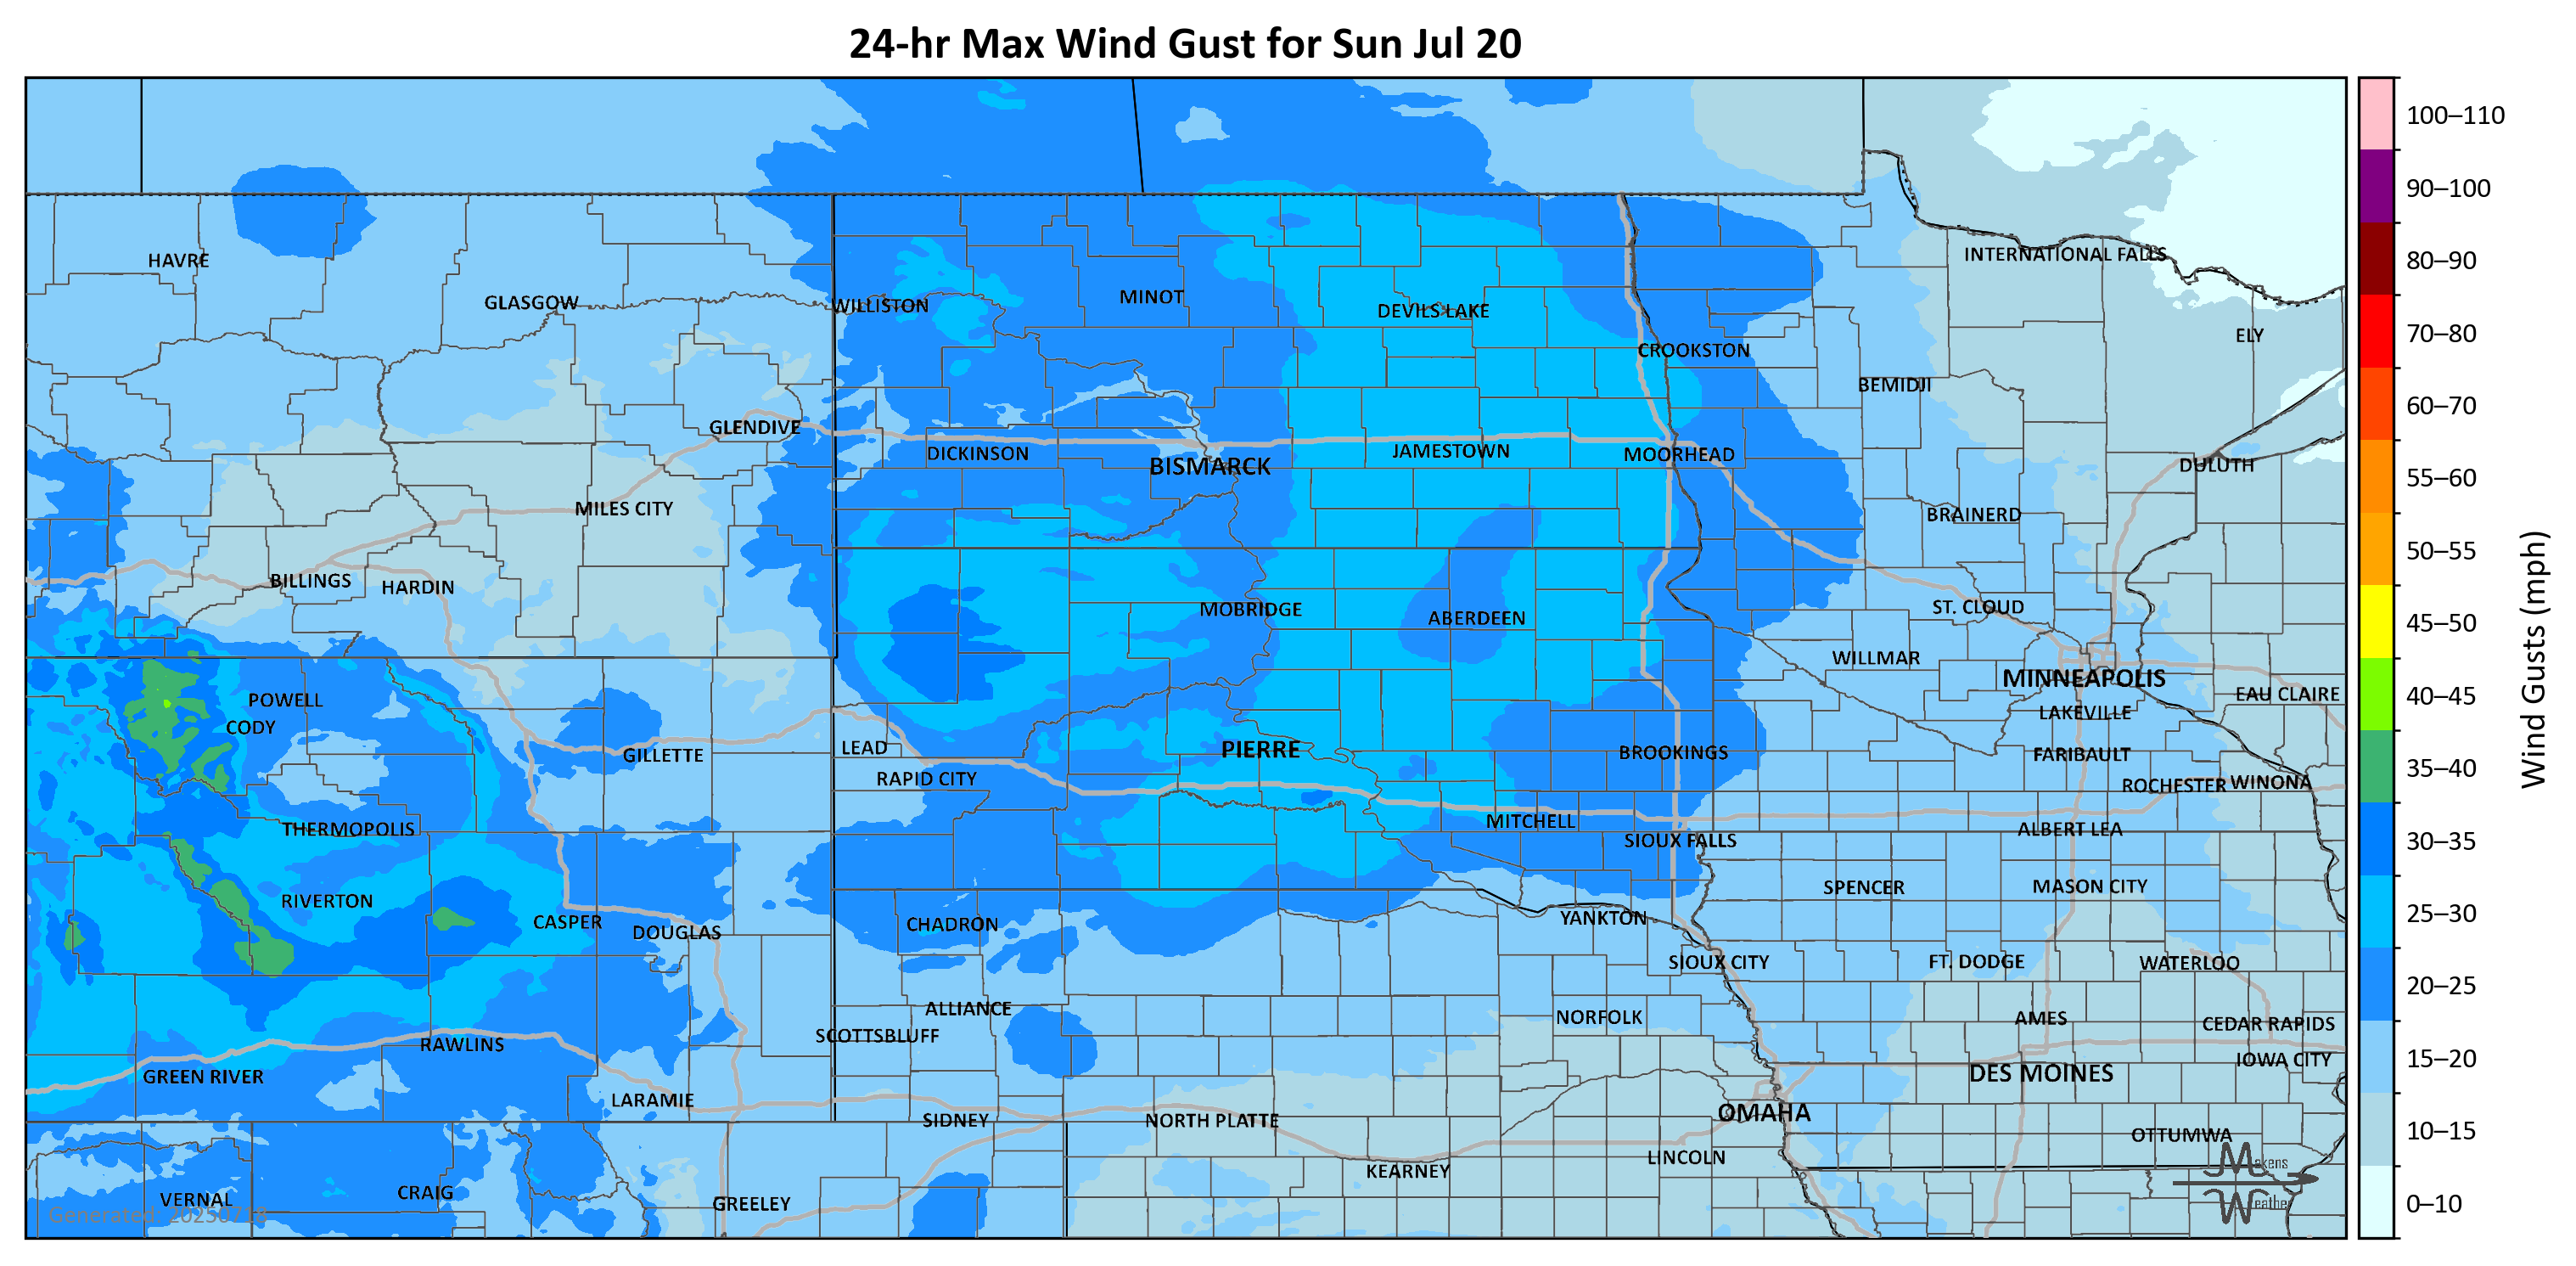 24-hr Max Wind Gust for Sun Jul 20
100–110
90–100
80–90
70–80
60–70
55–60
50–55
45–50
40–45
35–40
30–35
25–30
20–25
15–20
10–15
0–10
Wind Gusts (mph)
HAVRE
GLASGOW
WILLISTON
MINOT
DEVILS LAKE
INTERNATIONAL FALLS
ELY
CROOKSTON
BEMIDJI
GLENDIVE
DICKINSON
BISMARCK
JAMESTOWN
MOORHEAD
DULUTH
MILES CITY
BRAINERD
BILLINGS
HARDIN
MOBRIDGE
ABERDEEN
ST. CLOUD
WILLMAR
MINNEAPOLIS
EAU CLAIRE
POWELL
CODY
LAKEVILLE
GILLETTE
LEAD
RAPID CITY
PIERRE
BROOKINGS
FARIBAULT
ROCHESTER
WINONA
THERMOPOLIS
MITCHELL
SIOUX FALLS
ALBERT LEA
RIVERTON
CASPER
DOUGLAS
CHADRON
YANKTON
SPENCER
MASON CITY
SIOUX CITY
FT. DODGE
WATERLOO
ALLIANCE
SCOTTSBLUFF
NORFOLK
AMES
CEDAR RAPIDS
RAWLINS
GREEN RIVER
IOWA CITY
DES MOINES
LARAMIE
SIDNEY
NORTH PLATTE
OMAHA
OTTUMWA
KEARNEY
LINCOLN
VERNAL
CRAIG
GREELEY
Generated: 20250718
Makens
Weather